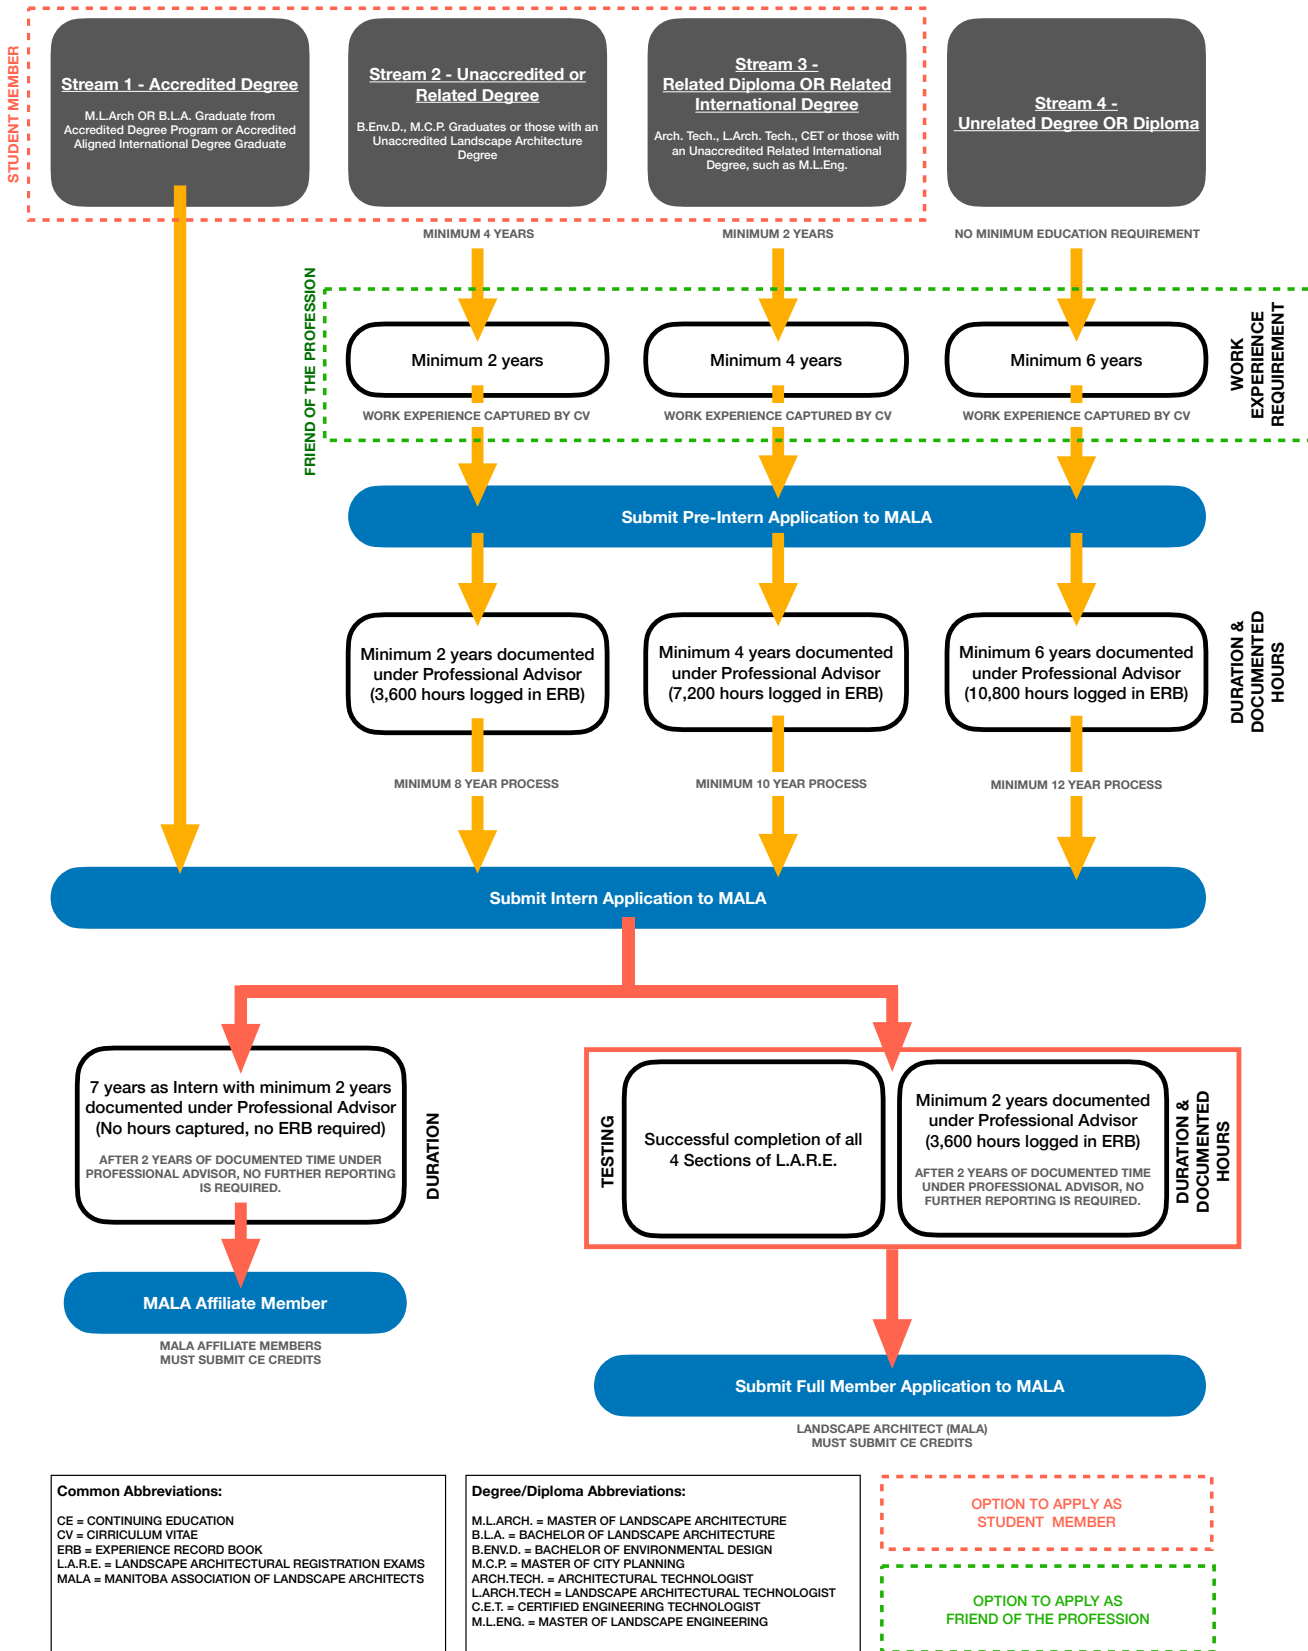 STUDENT MEMBER
Stream 1 - Accredited Degree
M.L.Arch OR B.L.A. Graduate from
Accredited Degree Program or Accredited
Aligned International Degree Graduate
Stream 2 - Unaccredited or
Related Degree
B.Env.D., M.C.P. Graduates or those with an
Unaccredited Landscape Architecture
Degree
Stream 3 -
Related Diploma OR Related
International Degree
Arch. Tech., L.Arch. Tech., CET or those with
an Unaccredited Related International
Degree, such as M.L.Eng.
Stream 4 -
Unrelated Degree OR Diploma
MINIMUM 4 YEARS
MINIMUM 2 YEARS
NO MINIMUM EDUCATION REQUIREMENT
FRIEND OF THE PROFESSION
Minimum 2 years
Minimum 4 years
Minimum 6 years
WORK
EXPERIENCE
REQUIREMENT
WORK EXPERIENCE CAPTURED BY CV
WORK EXPERIENCE CAPTURED BY CV
WORK EXPERIENCE CAPTURED BY CV
Submit Pre-Intern Application to MALA
Minimum 2 years documented
under Professional Advisor
(3,600 hours logged in ERB)
Minimum 4 years documented
under Professional Advisor
(7,200 hours logged in ERB)
Minimum 6 years documented
under Professional Advisor
(10,800 hours logged in ERB)
DURATION &
DOCUMENTED
HOURS
MINIMUM 8 YEAR PROCESS
MINIMUM 10 YEAR PROCESS
MINIMUM 12 YEAR PROCESS
Submit Intern Application to MALA
7 years as Intern with minimum 2 years
documented under Professional Advisor
(No hours captured, no ERB required)
AFTER 2 YEARS OF DOCUMENTED TIME UNDER
PROFESSIONAL ADVISOR, NO FURTHER REPORTING
IS REQUIRED.
DURATION
TESTING
Successful completion of all
4 Sections of L.A.R.E.
Minimum 2 years documented
under Professional Advisor
(3,600 hours logged in ERB)
AFTER 2 YEARS OF DOCUMENTED TIME
UNDER PROFESSIONAL ADVISOR, NO
FURTHER REPORTING IS REQUIRED.
DURATION &
DOCUMENTED
HOURS
MALA Affiliate Member
MALA AFFILIATE MEMBERS
MUST SUBMIT CE CREDITS
Submit Full Member Application to MALA
LANDSCAPE ARCHITECT (MALA)
MUST SUBMIT CE CREDITS
Common Abbreviations:
CE = CONTINUING EDUCATION
CV = CIRRICULUM VITAE
ERB = EXPERIENCE RECORD BOOK
L.A.R.E. = LANDSCAPE ARCHITECTURAL REGISTRATION EXAMS
MALA = MANITOBA ASSOCIATION OF LANDSCAPE ARCHITECTS
Degree/Diploma Abbreviations:
M.L.ARCH. = MASTER OF LANDSCAPE ARCHITECTURE
B.L.A. = BACHELOR OF LANDSCAPE ARCHITECTURE
B.ENV.D. = BACHELOR OF ENVIRONMENTAL DESIGN
M.C.P. = MASTER OF CITY PLANNING
ARCH.TECH. = ARCHITECTURAL TECHNOLOGIST
L.ARCH.TECH = LANDSCAPE ARCHITECTURAL TECHNOLOGIST
C.E.T. = CERTIFIED ENGINEERING TECHNOLOGIST
M.L.ENG. = MASTER OF LANDSCAPE ENGINEERING
OPTION TO APPLY AS
STUDENT MEMBER
OPTION TO APPLY AS
FRIEND OF THE PROFESSION